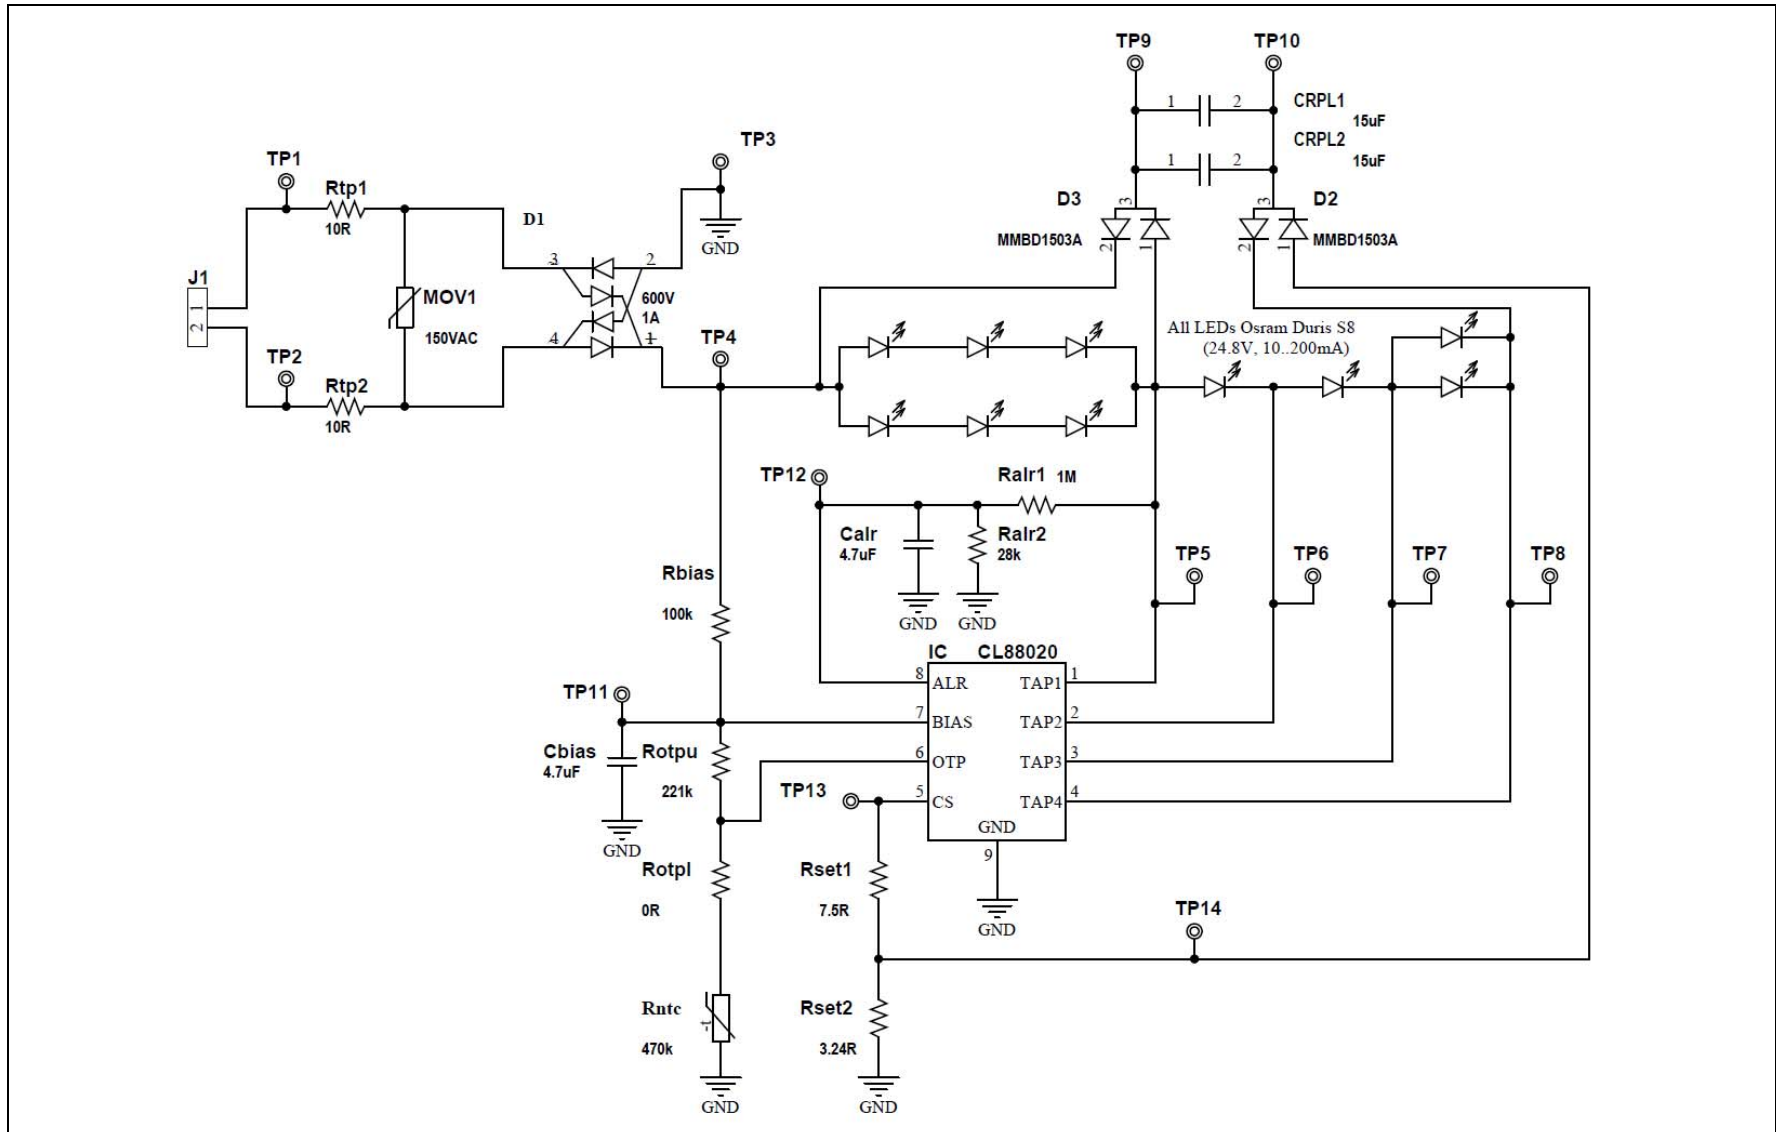 TP9
TP10
1 2 CRPL1
15uF
CRPL2
1 2 15uF
TP3
TP1
Rtp1
10R
D1
GND
D3
3
3
D2
MMBD1503A
2
1
2
1
MMBD1503A
J1
1
2
MOV1
150VAC
3
2
600V
1A
4
1
TP4
All LEDs Osram Duris S8
(24.8V, 10..200mA)
TP2
Rtp2
10R
TP12
Ralr1 1M
Calr
4.7uF
Ralr2
28k
TP5
TP6
TP7
TP8
Rbias
100k
GND
GND
IC CL88020
8 ALR
TAP1 1
TP11
7 BIAS
TAP2 2
Cbias
4.7uF
Rotpu
221k
6 OTP
TAP3 3
TP13
5 CS
TAP4 4
GND
9
GND
Rotpl
0R
Rset1
7.5R
GND
TP14
Rntc
-t
470k
Rset2
3.24R
GND
GND